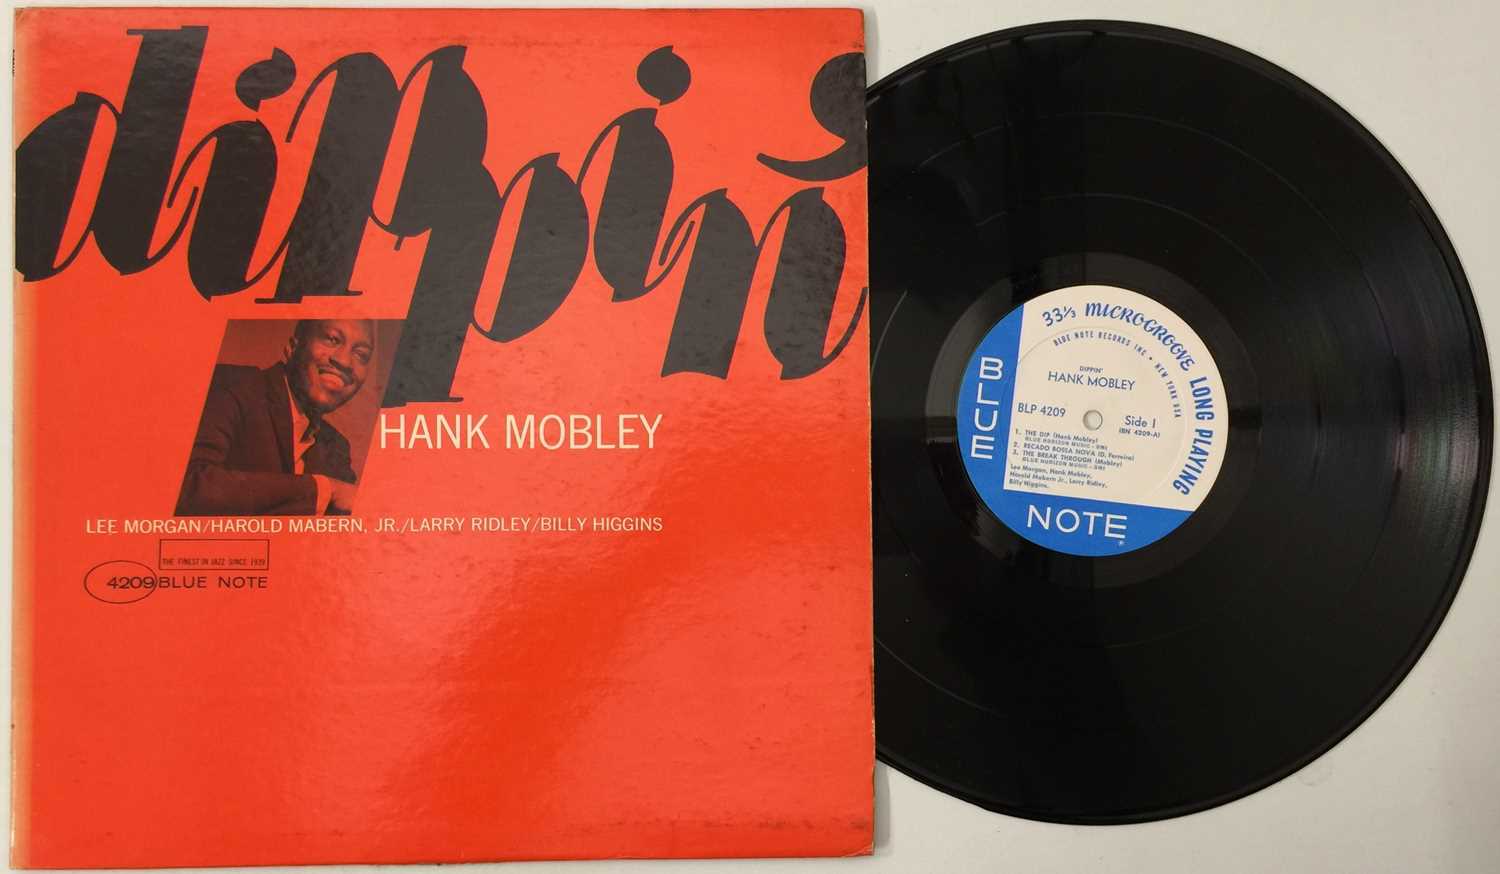 dippin'
HANK MOBLEY
LEE MORGAN/HAROLD MABERN, JR./LARRY RIDLEY/BILLY HIGGINS
THE FINEST IN JAZZ SINCE 1939
4209 BLUE NOTE
33⅓ MICROGROOVE LONG PLAYING
BLUE NOTE RECORDS INC • NEW YORK USA
BLUE
NOTE
®
DIPPIN'
HANK MOBLEY
BLP 4209
Side 1
(BN 4209-A)
1. THE DIP (Hank Mobley)
BLUE HORIZON MUSIC - BMI
2. RECADO BOSSA NOVA (D. Ferreira)
3. THE BREAK THROUGH (Mobley)
BLUE HORIZON MUSIC - BMI
Lee Morgan, Hank Mobley,
Harold Mabern Jr., Larry Ridley,
Billy Higgins.